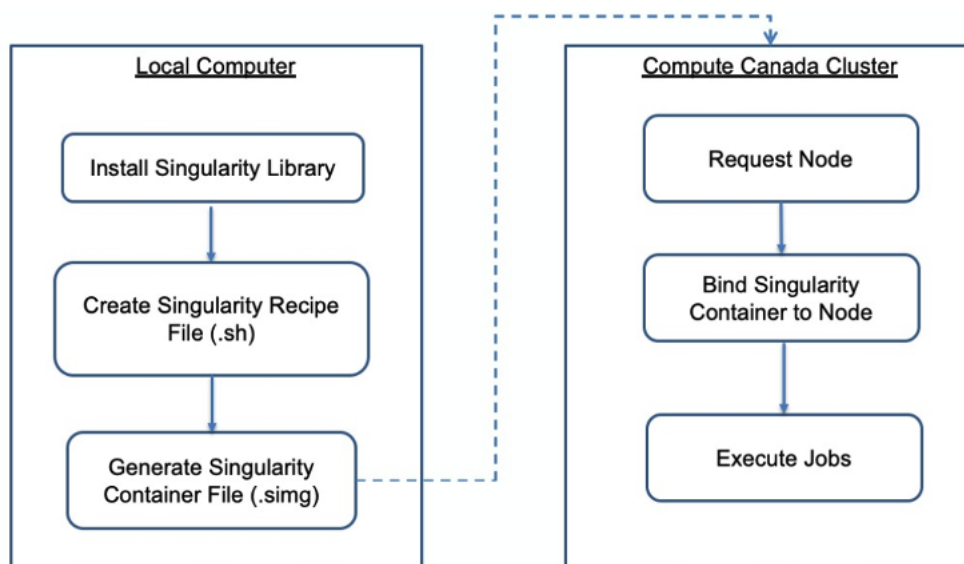 Local Computer
Install Singularity Library
Create Singularity Recipe
File (.sh)
Generate Singularity
Container File (.simg)
Compute Canada Cluster
Request Node
Bind Singularity
Container to Node
Execute Jobs